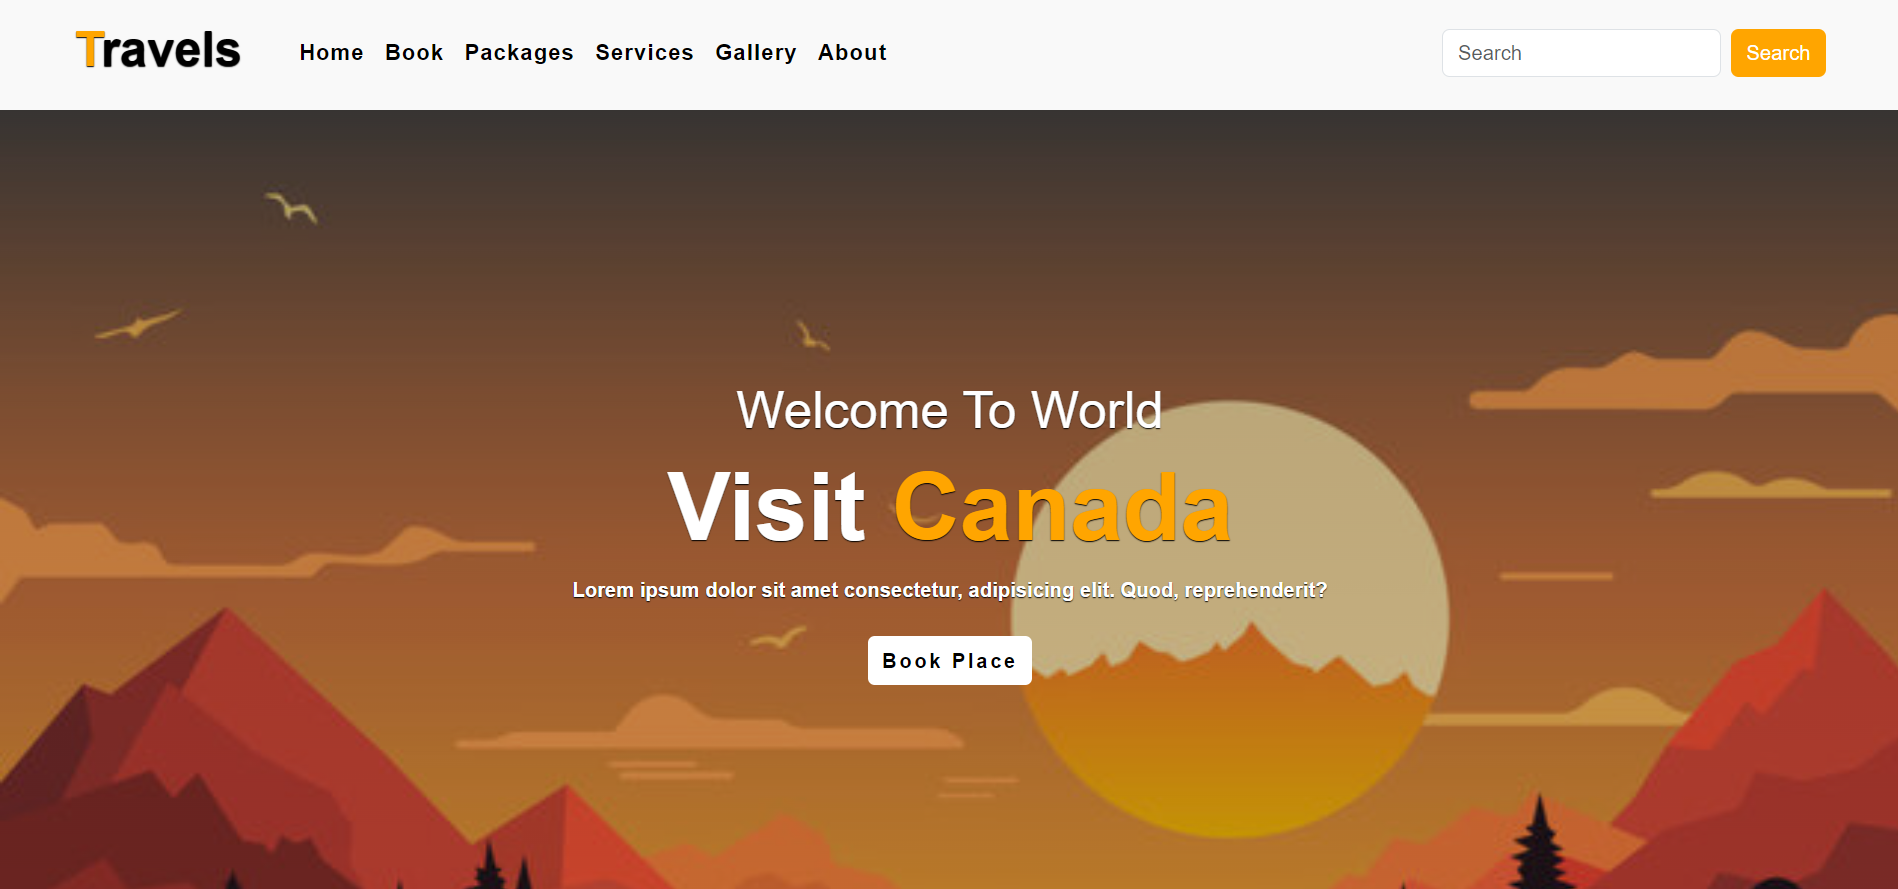 Travels Home Book Packages Services Gallery About Search Search
Welcome To World
Visit Canada
Lorem ipsum dolor sit amet consectetur, adipisicing elit. Quod, reprehenderit?
Book Place